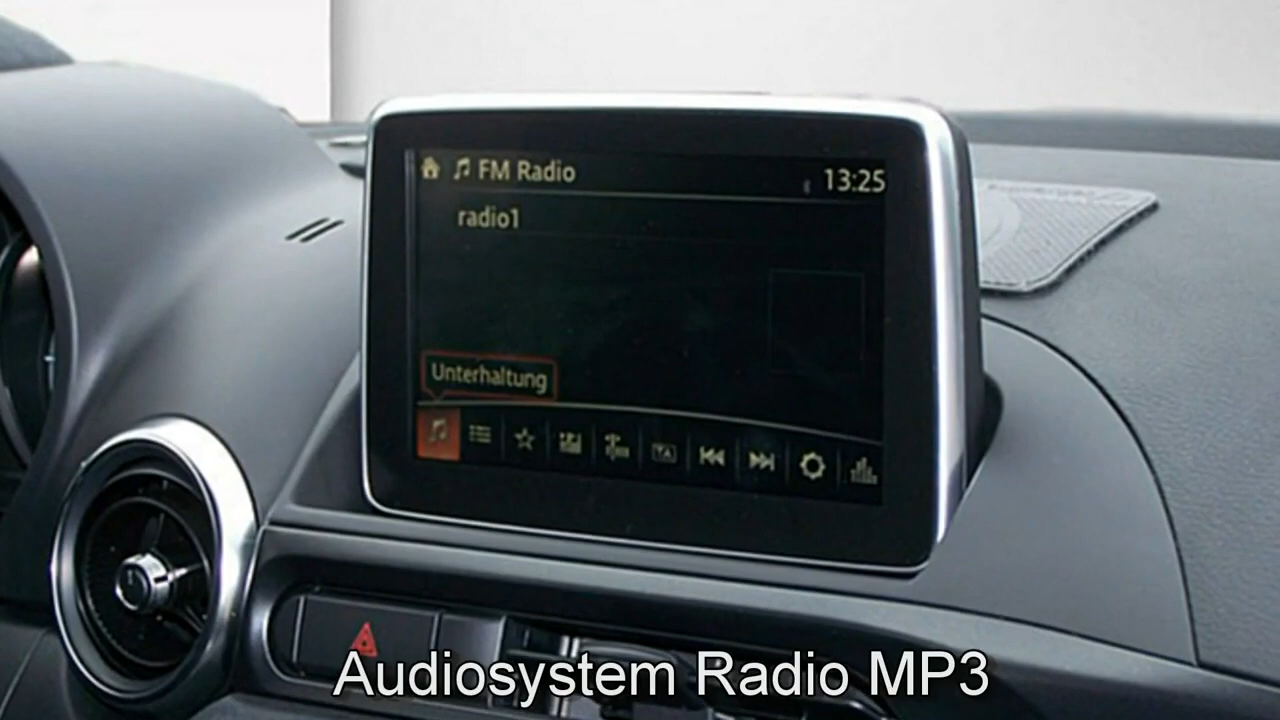 FM Radio
13:25
radio1
Unterhaltung
TA
Audiosystem Radio MP3